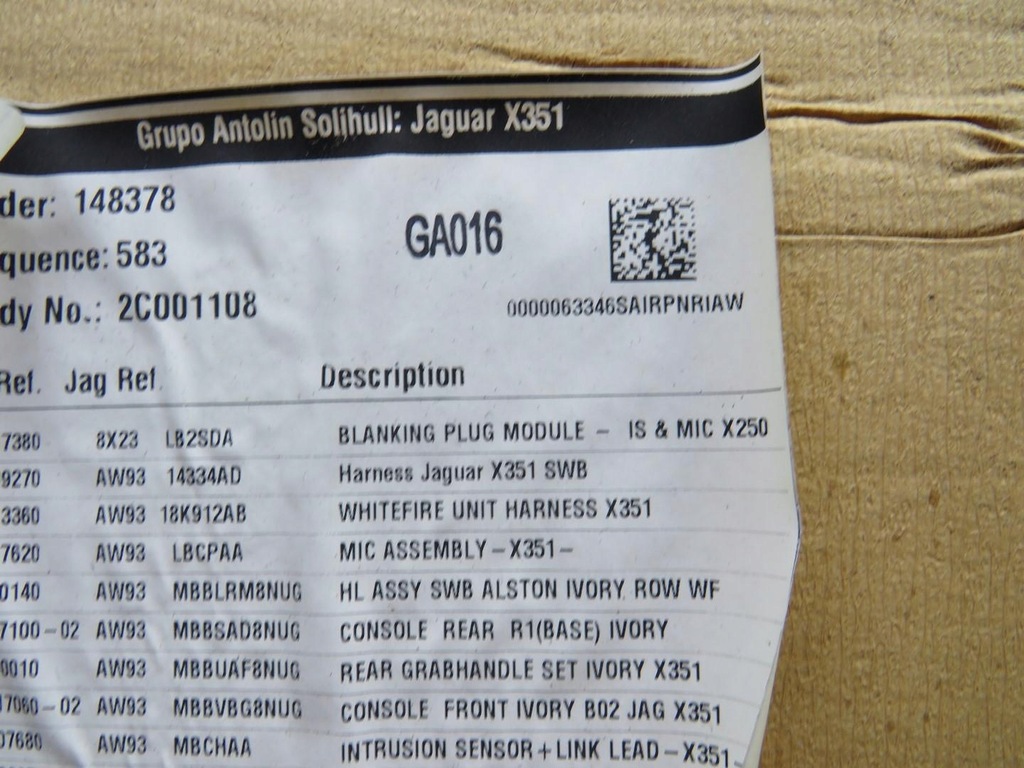 Grupo Antolin Solihull: Jaguar X351
der: 148378
GA016
quence: 583
dy No.: 2C001108
0000063346SAIRPNRIAW
Ref. Jag Ref. Description
7380 8X23 LB2SDA BLANKING PLUG MODULE - IS & MIC X250
9270 AW93 14334AD Harness Jaguar X351 SWB
3360 AW93 18K912AB WHITEFIRE UNIT HARNESS X351
7620 AW93 LBCPAA MIC ASSEMBLY - X351 -
0140 AW93 MBBLRM8NUG HL ASSY SWB ALSTON IVORY ROW WF
7100-02 AW93 MBBSAD8NUG CONSOLE REAR R1(BASE) IVORY
0010 AW93 MBBUAF8NUG REAR GRABHANDLE SET IVORY X351
7060-02 AW93 MBBVBG8NUG CONSOLE FRONT IVORY B02 JAG X351
07680 AW93 MBCHAA INTRUSION SENSOR + LINK LEAD - X351-